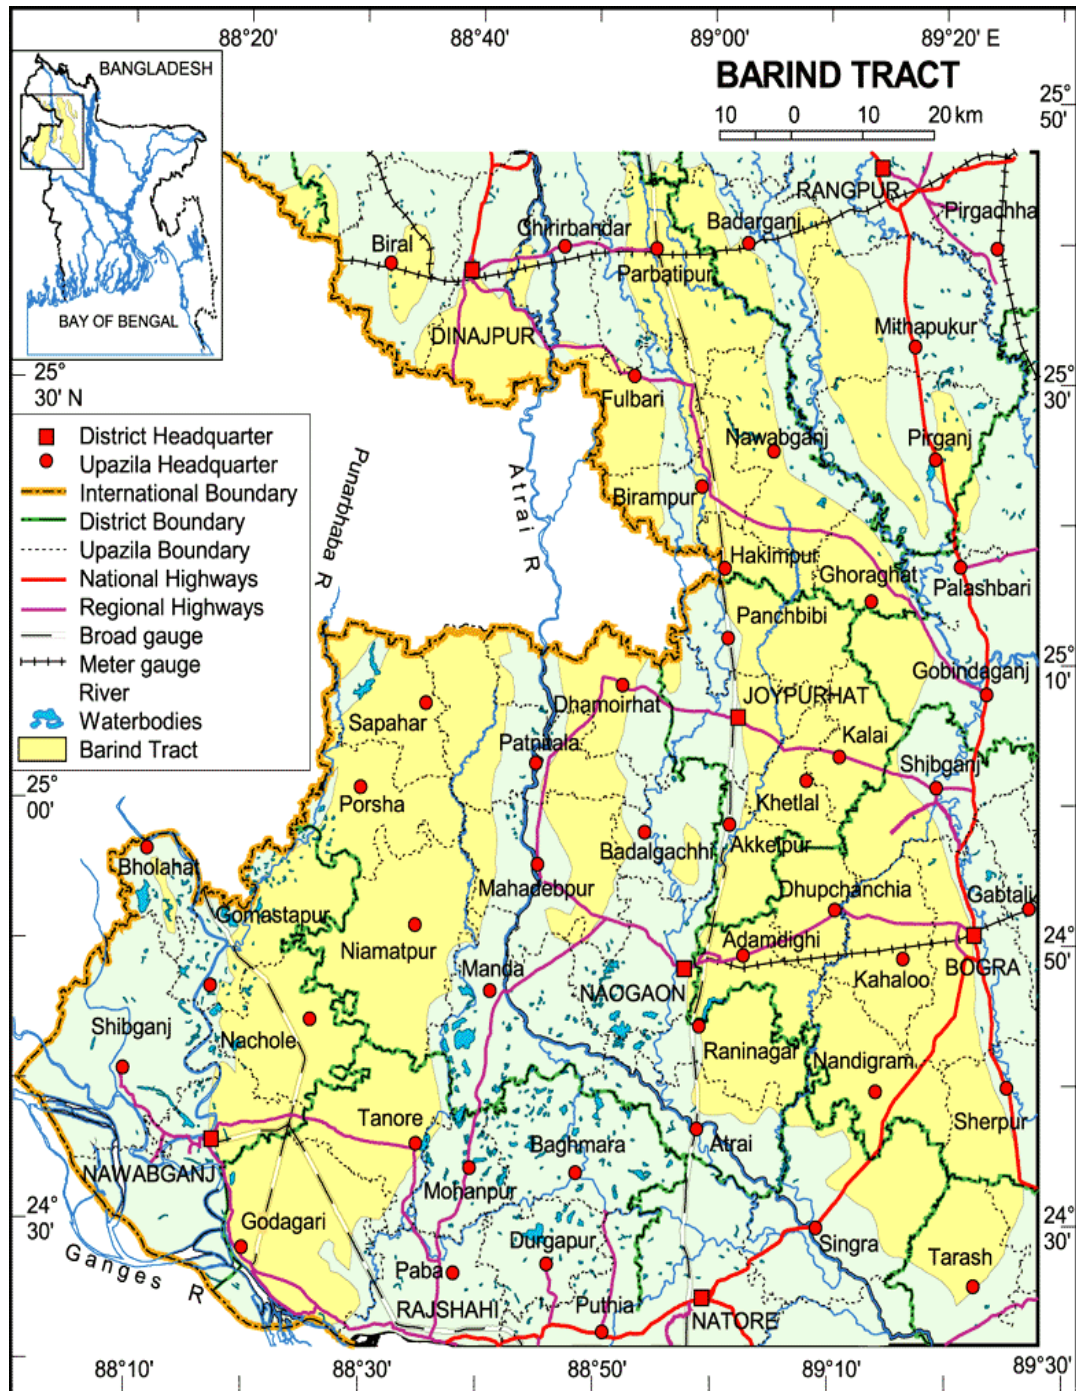 88°20'
88°40'
89°00'
89°20' E
BANGLADESH
BAY OF BENGAL
BARIND TRACT
10 0 10 20 km
25°
50'
RANGPUR
Pirgachha
Badarganj
Chirirbandar
Biral
Parbatipur
DINAJPUR
Mithapukur
25°
30' N
25°
30'
Fulbari
Nawabganj
Pirganj
Birampur
Punarbhaba R
Atrai R
District Headquarter
Upazila Headquarter
International Boundary
District Boundary
Upazila Boundary
National Highways
Regional Highways
Broad gauge
Meter gauge
River
Waterbodies
Barind Tract
Hakimpur
Ghoraghat
Palashbari
Panchbibi
25°
10'
Gobindaganj
JOYPURHAT
Dhamoirhat
Sapahar
Patnitala
Kalai
Shibganj
Khetlal
25°
00'
Porsha
Akkelpur
Badalgachhi
Bholahat
Mahadebpur
Dhupchanchia
Gabtali
Gomastapur
Niamatpur
Adamdighi
24°
50'
Manda
NAOGAON
Kahaloo
BOGRA
Shibganj
Nachole
Raninagar
Nandigram
Tanore
Sherpur
Baghmara
Atrai
NAWABGANJ
Mohanpur
24°
30'
24°
30'
Godagari
Durgapur
Singra
Tarash
Ganges R
Paba
RAJSHAHI
Puthia
NATORE
88°10'
88°30'
88°50'
89°10'
89°30'